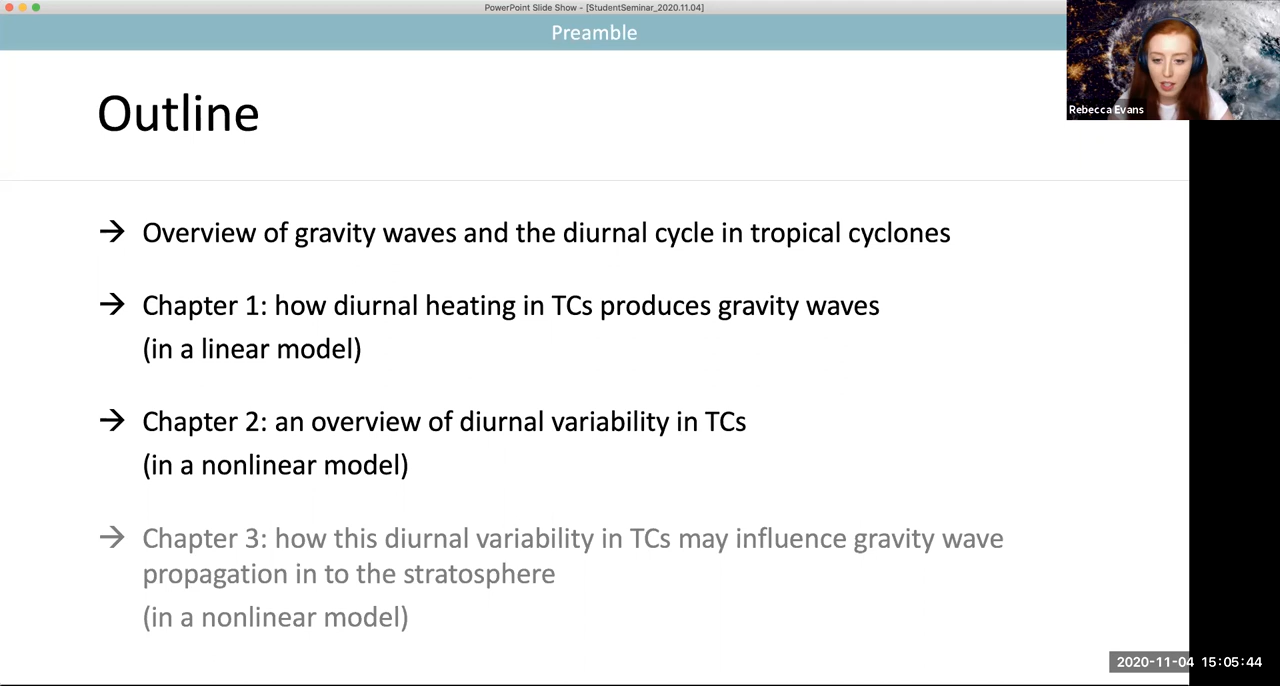 PowerPoint Slide Show - [StudentSeminar_2020.11.04]
Preamble
Rebecca Evans
Outline
→ Overview of gravity waves and the diurnal cycle in tropical cyclones
→ Chapter 1: how diurnal heating in TCs produces gravity waves
(in a linear model)
→ Chapter 2: an overview of diurnal variability in TCs
(in a nonlinear model)
→ Chapter 3: how this diurnal variability in TCs may influence gravity wave
propagation in to the stratosphere
(in a nonlinear model)
2020-11-04 15:05:44